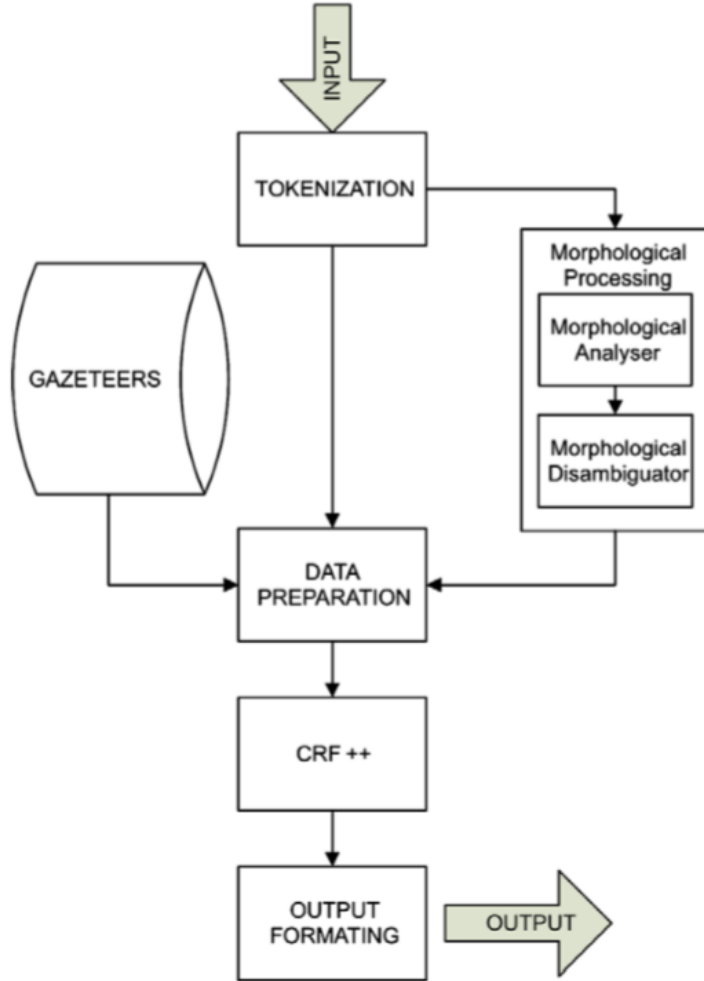 INPUT
TOKENIZATION
Morphological
Processing
Morphological
Analyser
GAZETEERS
Morphological
Disambiguator
DATA
PREPARATION
CRF ++
OUTPUT
FORMATING
OUTPUT